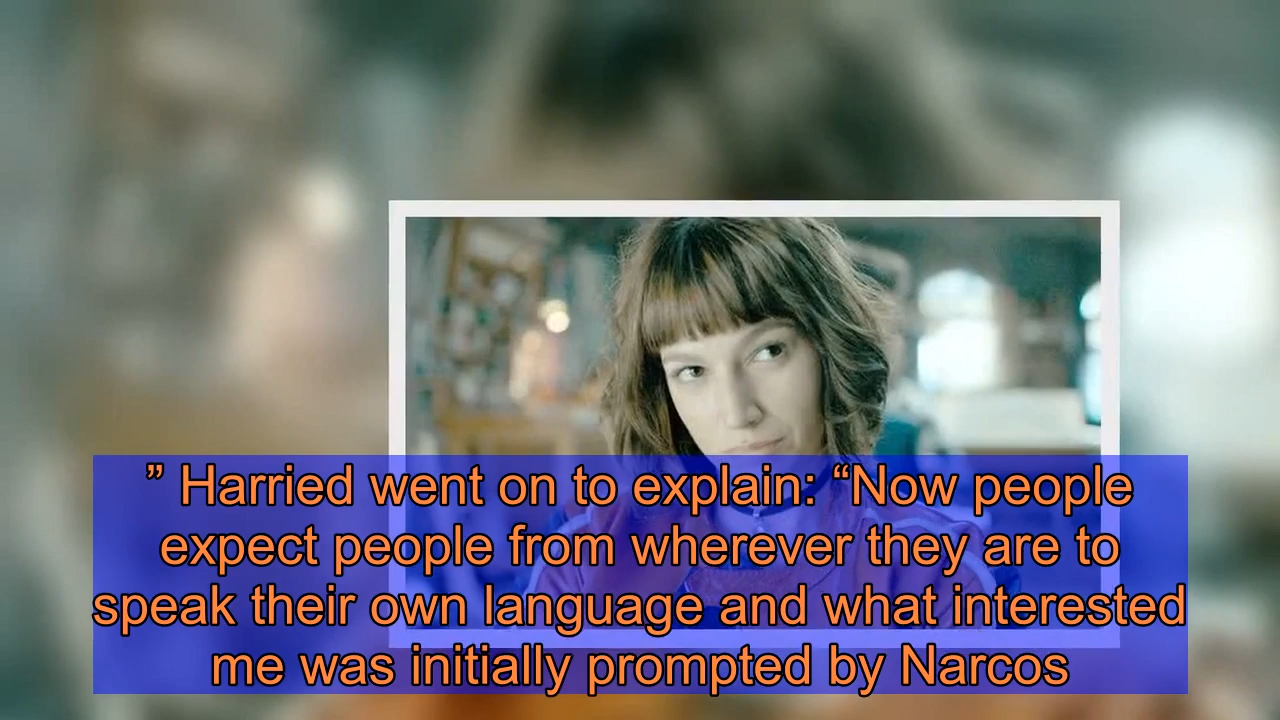 ” Harried went on to explain: “Now people
expect people from wherever they are to
speak their own language and what interested
me was initially prompted by Narcos